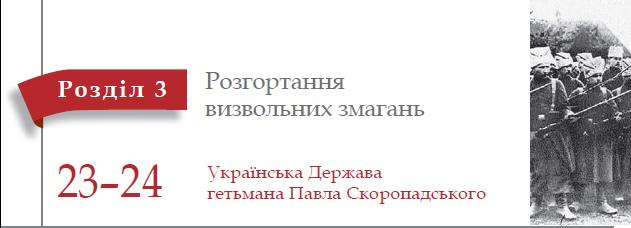 Розділ 3
Розгортання
визвольних змагань
23–24
Українська Держава
гетьмана Павла Скоропадського